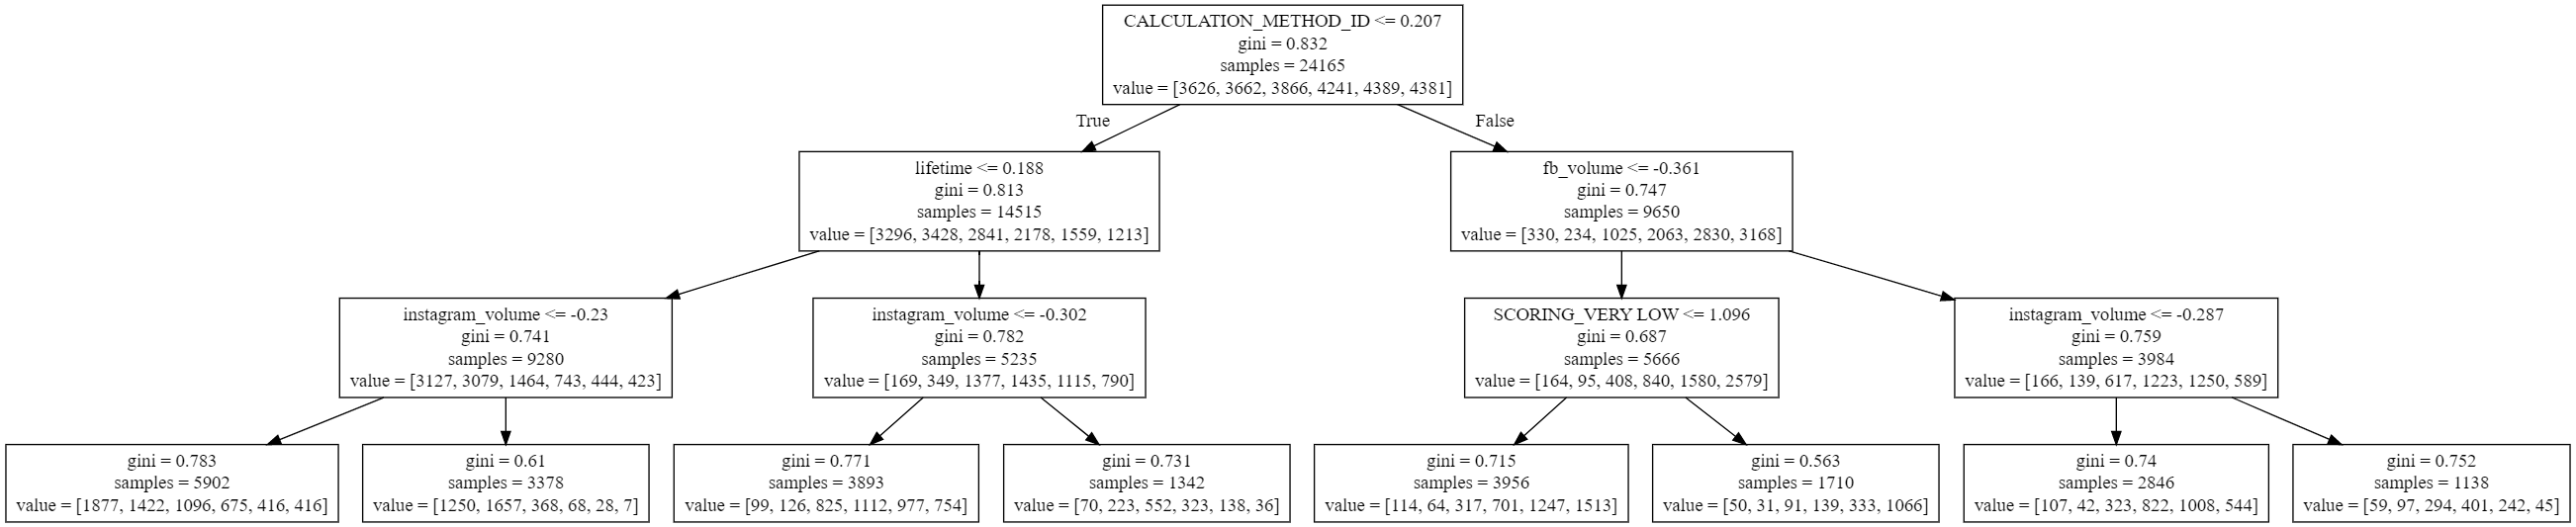 CALCULATION_METHOD_ID <= 0.207
gini = 0.832
samples = 24165
value = [3626, 3662, 3866, 4241, 4389, 4381]
True
False
lifetime <= 0.188
gini = 0.813
samples = 14515
value = [3296, 3428, 2841, 2178, 1559, 1213]
fb_volume <= -0.361
gini = 0.747
samples = 9650
value = [330, 234, 1025, 2063, 2830, 3168]
instagram_volume <= -0.23
gini = 0.741
samples = 9280
value = [3127, 3079, 1464, 743, 444, 423]
instagram_volume <= -0.302
gini = 0.782
samples = 5235
value = [169, 349, 1377, 1435, 1115, 790]
SCORING_VERY LOW <= 1.096
gini = 0.687
samples = 5666
value = [164, 95, 408, 840, 1580, 2579]
instagram_volume <= -0.287
gini = 0.759
samples = 3984
value = [166, 139, 617, 1223, 1250, 589]
gini = 0.783
samples = 5902
value = [1877, 1422, 1096, 675, 416, 416]
gini = 0.61
samples = 3378
value = [1250, 1657, 368, 68, 28, 7]
gini = 0.771
samples = 3893
value = [99, 126, 825, 1112, 977, 754]
gini = 0.731
samples = 1342
value = [70, 223, 552, 323, 138, 36]
gini = 0.715
samples = 3956
value = [114, 64, 317, 701, 1247, 1513]
gini = 0.563
samples = 1710
value = [50, 31, 91, 139, 333, 1066]
gini = 0.74
samples = 2846
value = [107, 42, 323, 822, 1008, 544]
gini = 0.752
samples = 1138
value = [59, 97, 294, 401, 242, 45]